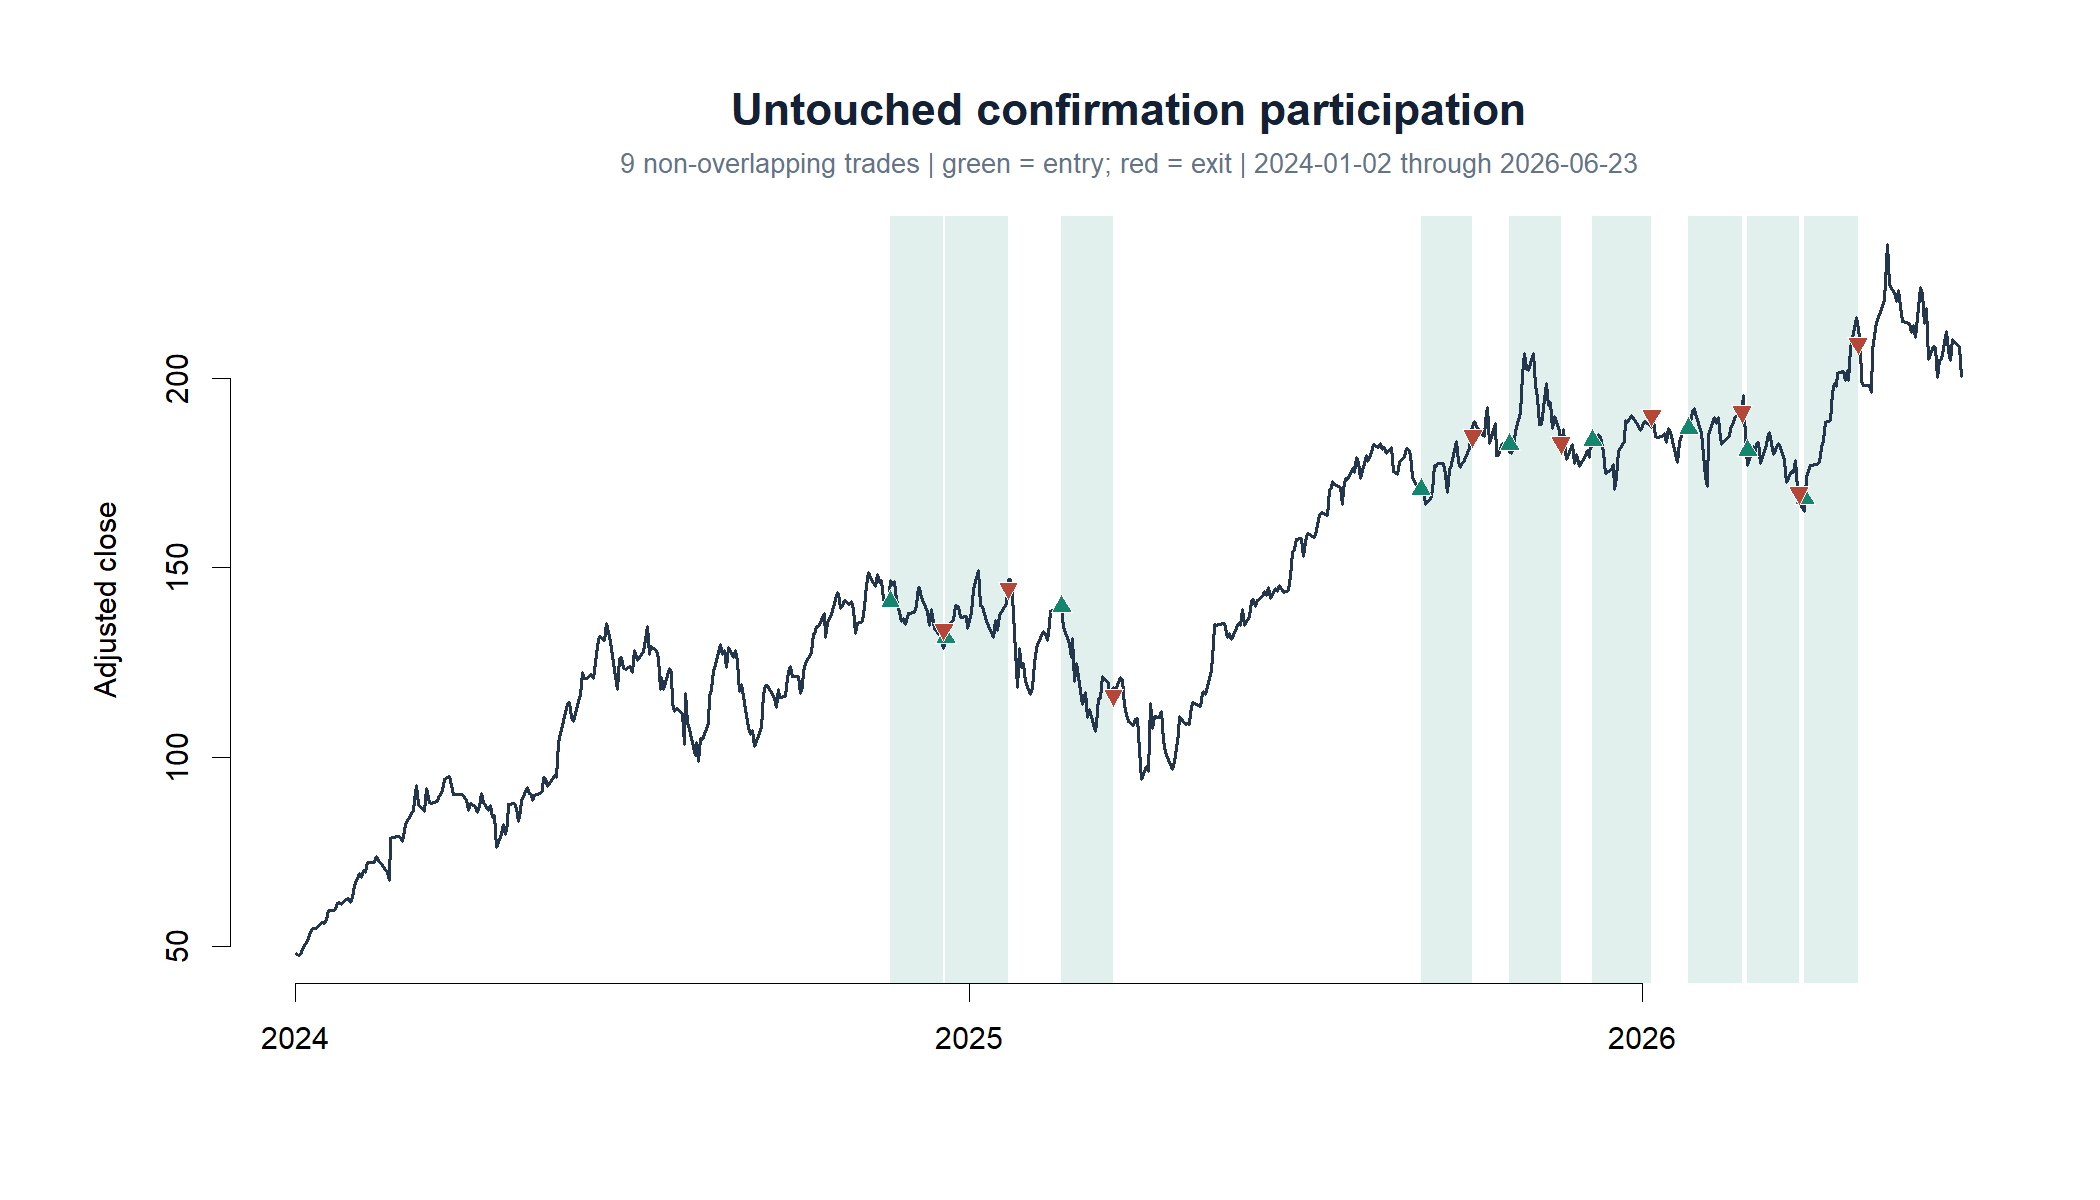 Untouched confirmation participation
9 non-overlapping trades | green = entry; red = exit | 2024-01-02 through 2026-06-23
Adjusted close
200
150
100
50
2024
2025
2026